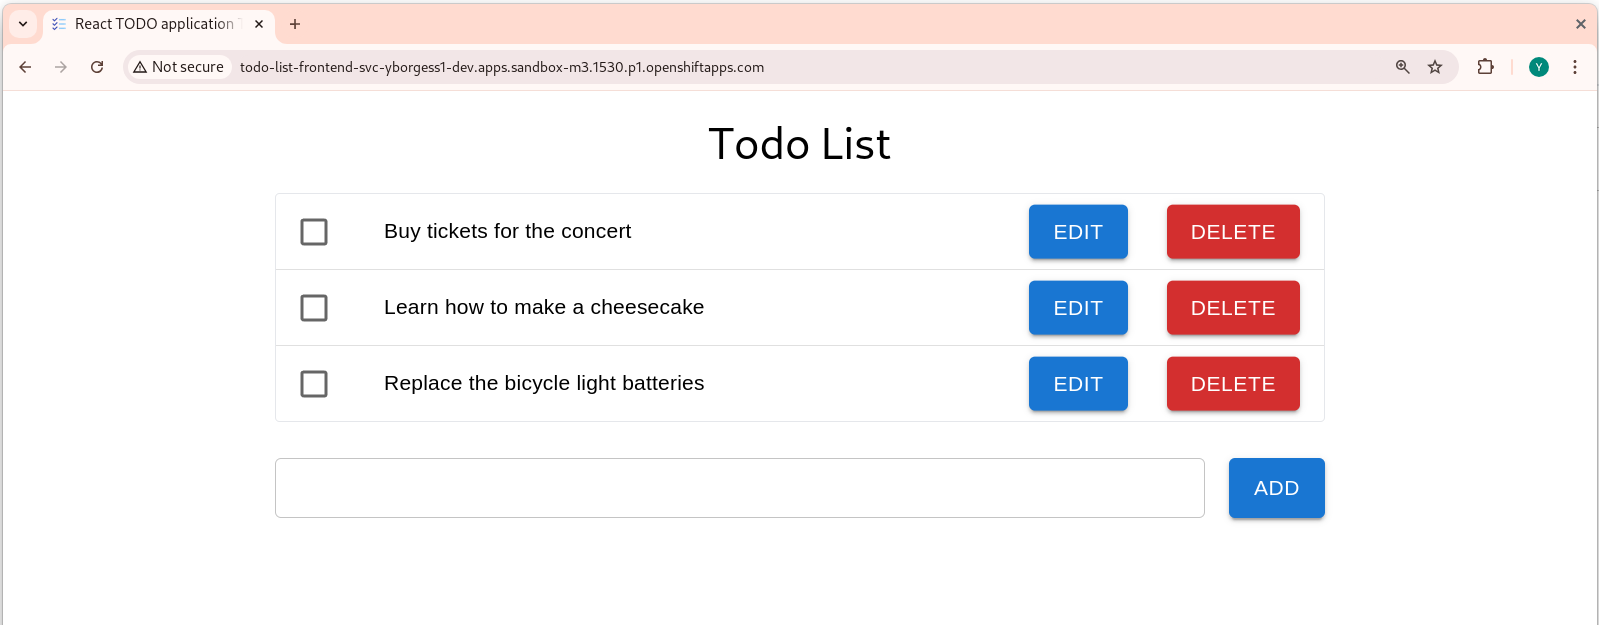 React TODO application
Not secure
todo-list-frontend-svc-yborgess1-dev.apps.sandbox-m3.1530.p1.openshiftapps.com
Y
Todo List
Buy tickets for the concert EDIT DELETE
Learn how to make a cheesecake EDIT DELETE
Replace the bicycle light batteries EDIT DELETE
ADD